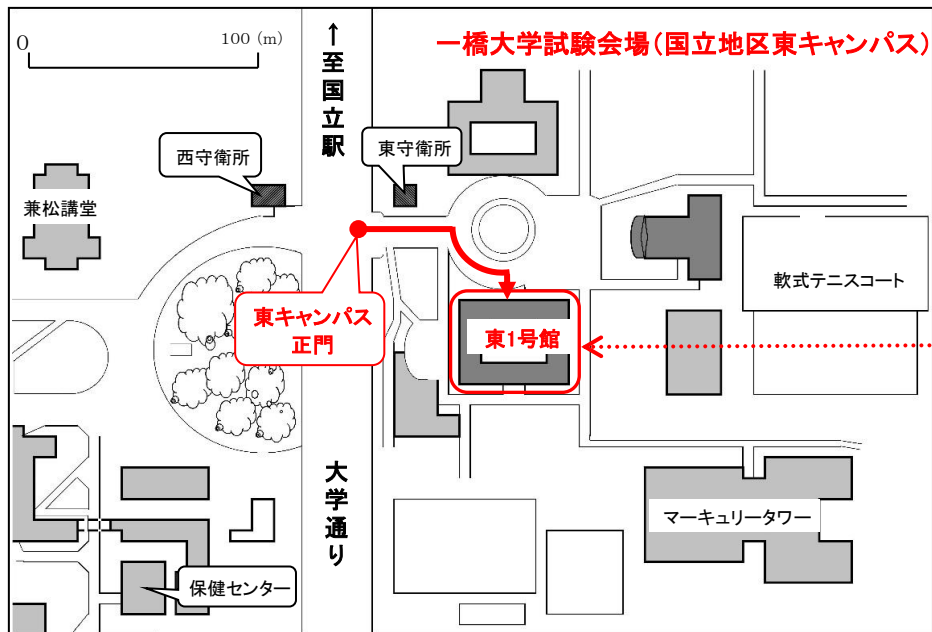 0
100 (m)
↑至国立駅
一橋大学試験会場(国立地区東キャンパス)
西守衛所
東守衛所
兼松講堂
軟式テニスコート
東キャンパス
正門
東1号館
大学通り
マーキュリータワー
保健センター